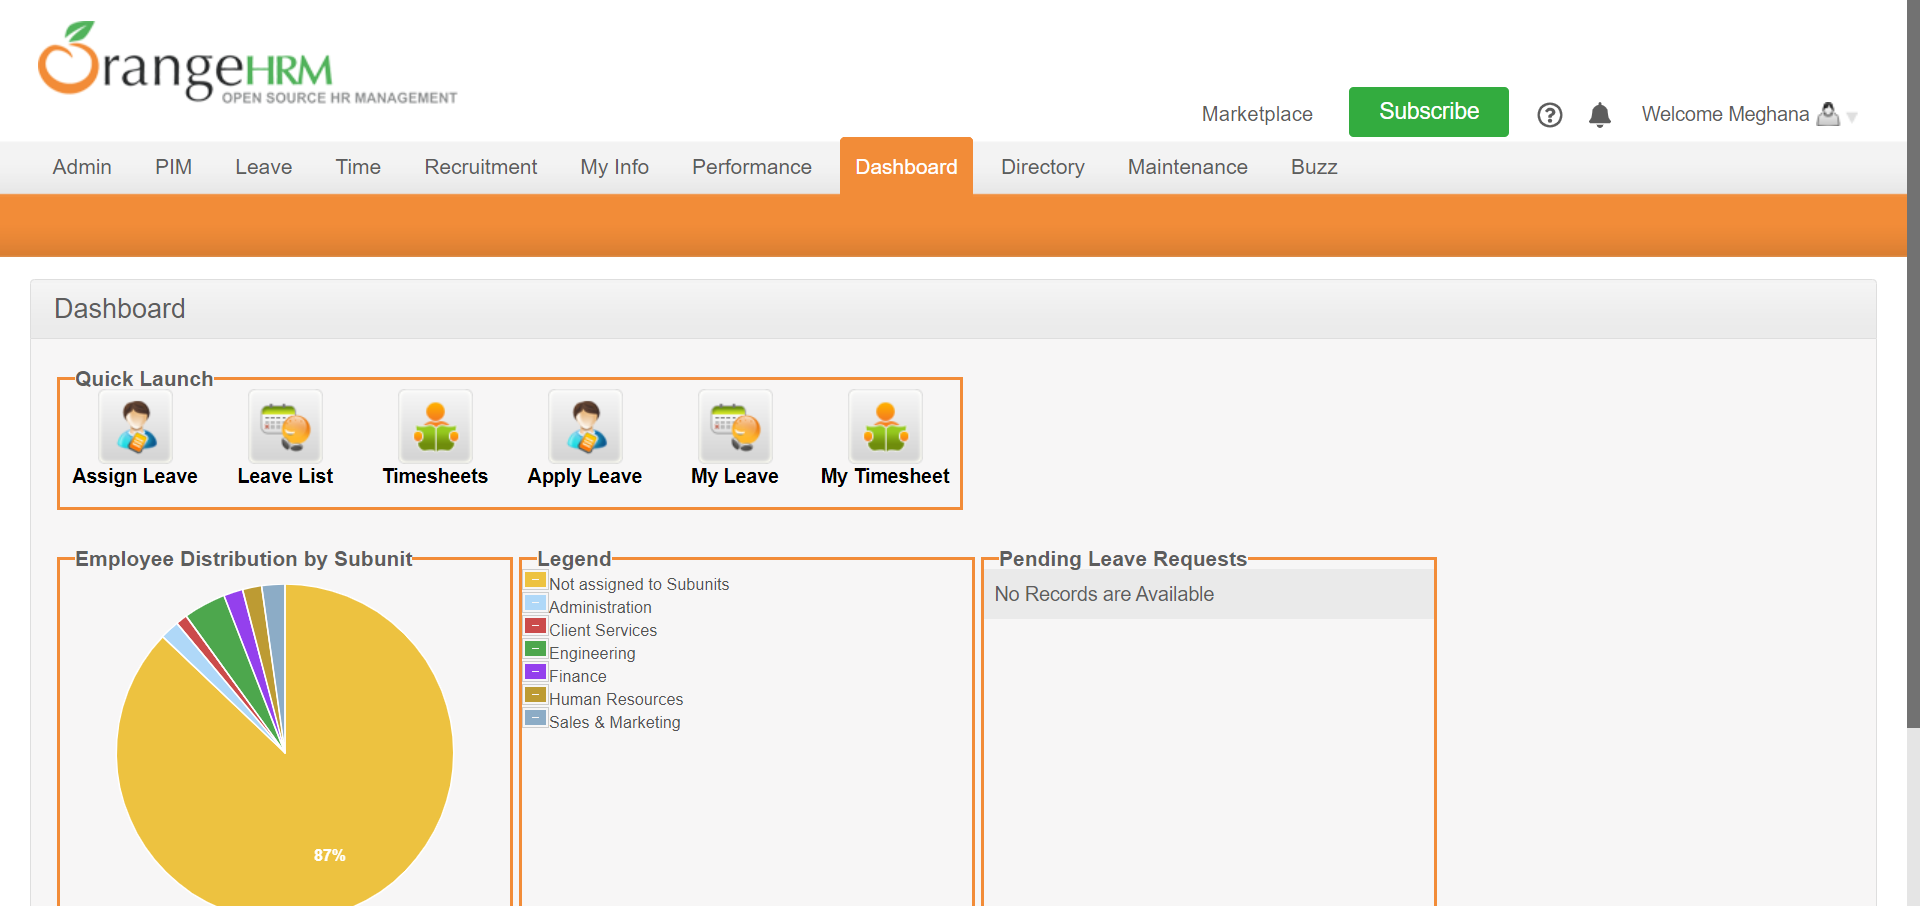 OrangeHRM
OPEN SOURCE HR MANAGEMENT
Marketplace
Subscribe
Welcome Meghana
Admin
PIM
Leave
Time
Recruitment
My Info
Performance
Dashboard
Directory
Maintenance
Buzz
Dashboard
Quick Launch
Assign Leave
Leave List
Timesheets
Apply Leave
My Leave
My Timesheet
Employee Distribution by Subunit
87%
Legend
Not assigned to Subunits
Administration
Client Services
Engineering
Finance
Human Resources
Sales & Marketing
Pending Leave Requests
No Records are Available